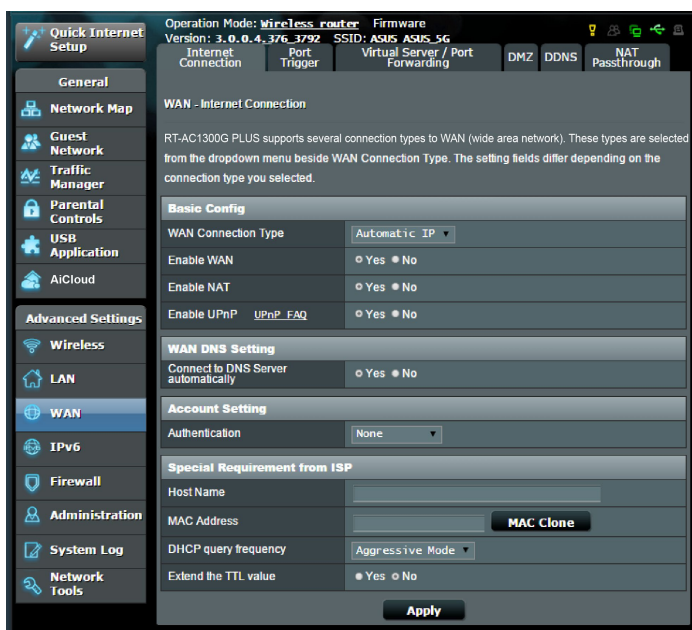 Quick Internet
Setup
General
Network Map
Guest
Network
Traffic
Manager
Parental
Controls
USB
Application
AiCloud
Advanced Settings
Wireless
LAN
WAN
IPv6
Firewall
Administration
System Log
Network
Tools
Operation Mode: Wireless router Firmware
Version: 3.0.0.4.376_3792 SSID: ASUS ASUS_5G
Internet
Connection
Port
Trigger
Virtual Server / Port
Forwarding
DMZ
DDNS
NAT
Passthrough
WAN - Internet Connection
RT-AC1300G PLUS supports several connection types to WAN (wide area network). These types are selected
from the dropdown menu beside WAN Connection Type. The setting fields differ depending on the
connection type you selected.
Basic Config
WAN Connection Type Automatic IP
Enable WAN Yes No
Enable NAT Yes No
Enable UPnP UPnP FAQ Yes No
WAN DNS Setting
Connect to DNS Server
automatically Yes No
Account Setting
Authentication None
Special Requirement from ISP
Host Name
MAC Address MAC Clone
DHCP query frequency Aggressive Mode
Extend the TTL value Yes No
Apply